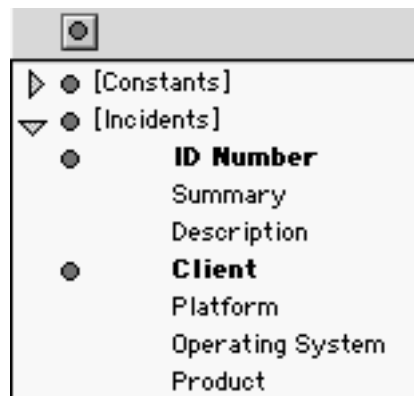 [Constants]
[Incidents]
ID Number
Summary
Description
Client
Platform
Operating System
Product